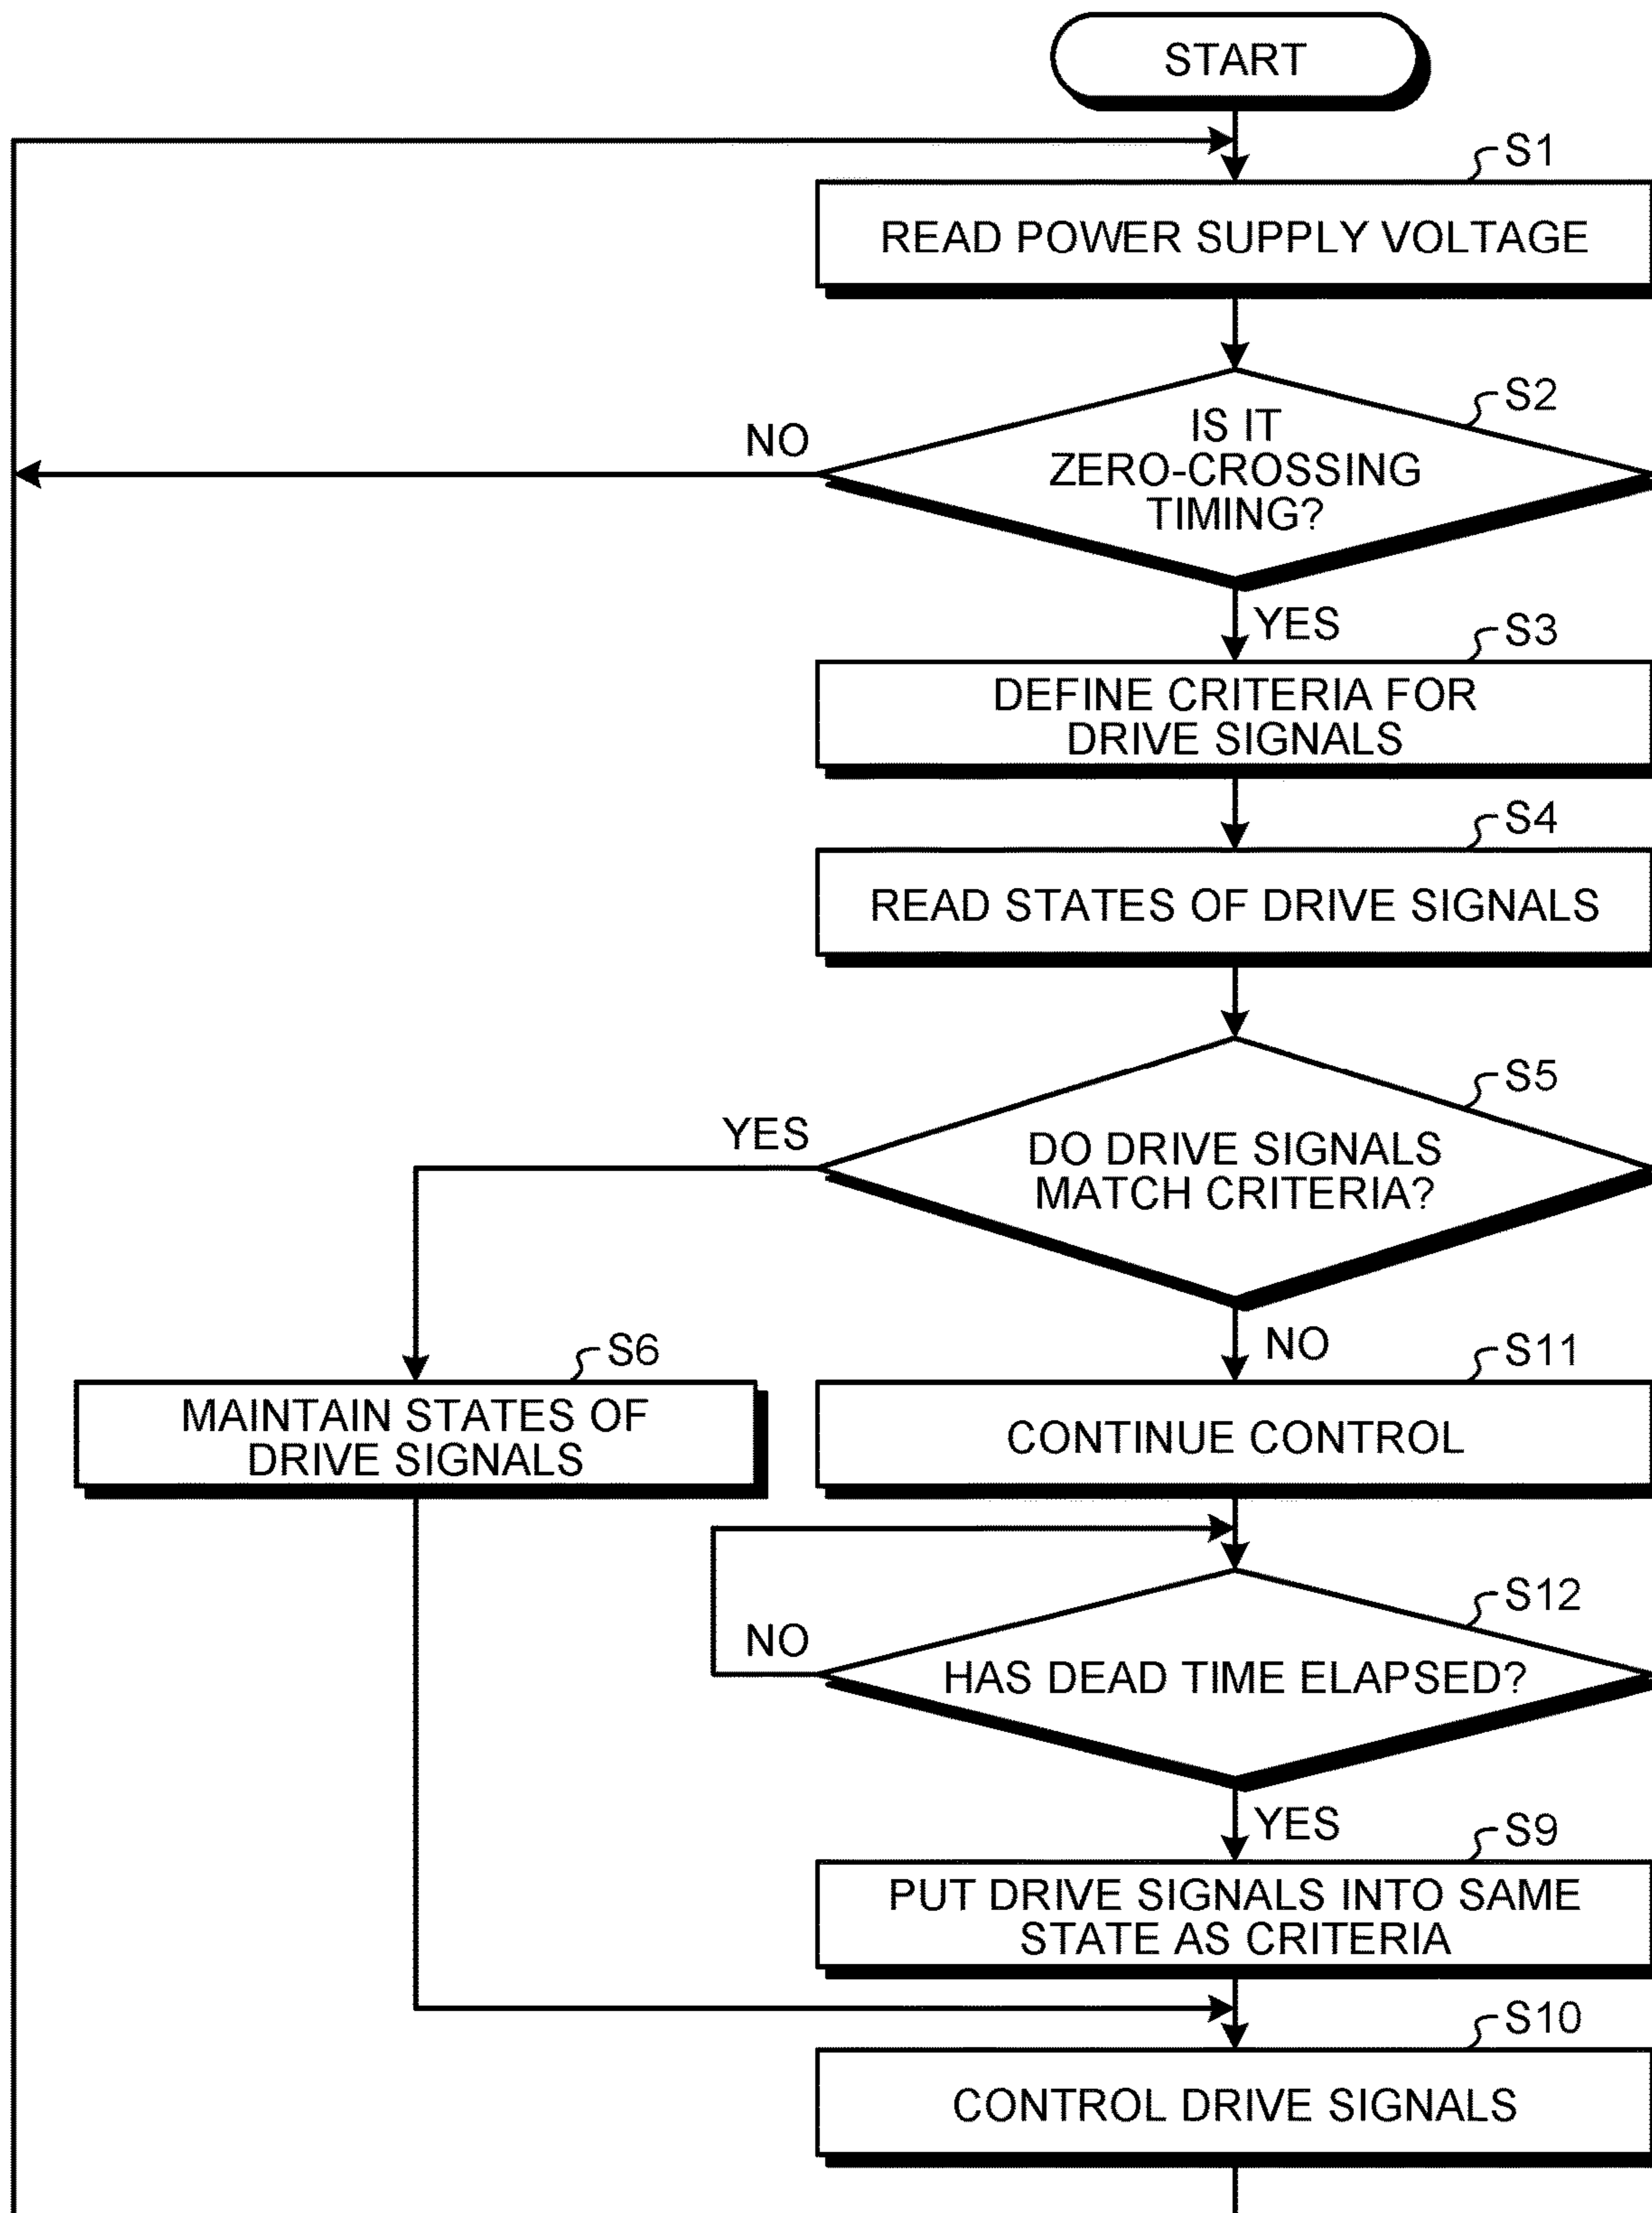 START
S1
READ POWER SUPPLY VOLTAGE
S2
IS IT
ZERO-CROSSING
TIMING?
NO
YES
S3
DEFINE CRITERIA FOR
DRIVE SIGNALS
S4
READ STATES OF DRIVE SIGNALS
S5
DO DRIVE SIGNALS
MATCH CRITERIA?
YES
NO
S6
MAINTAIN STATES OF
DRIVE SIGNALS
S11
CONTINUE CONTROL
S12
HAS DEAD TIME ELAPSED?
NO
YES
S9
PUT DRIVE SIGNALS INTO SAME
STATE AS CRITERIA
S10
CONTROL DRIVE SIGNALS